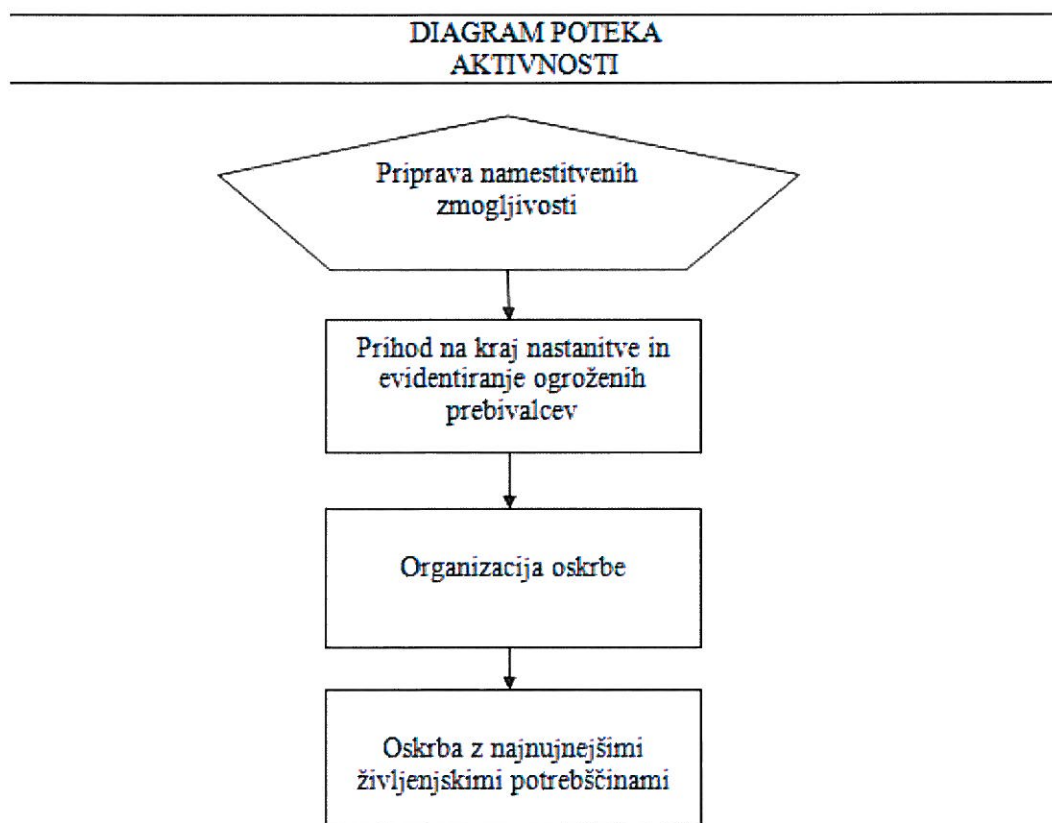 DIAGRAM POTEKA
AKTIVNOSTI
Priprava namestitvenih
zmogljivosti
Prihod na kraj nastanitve in
evidentiranje ogroženih
prebivalcev
Organizacija oskrbe
Oskrba z najnujnejšimi
življenjskimi potrebščinami